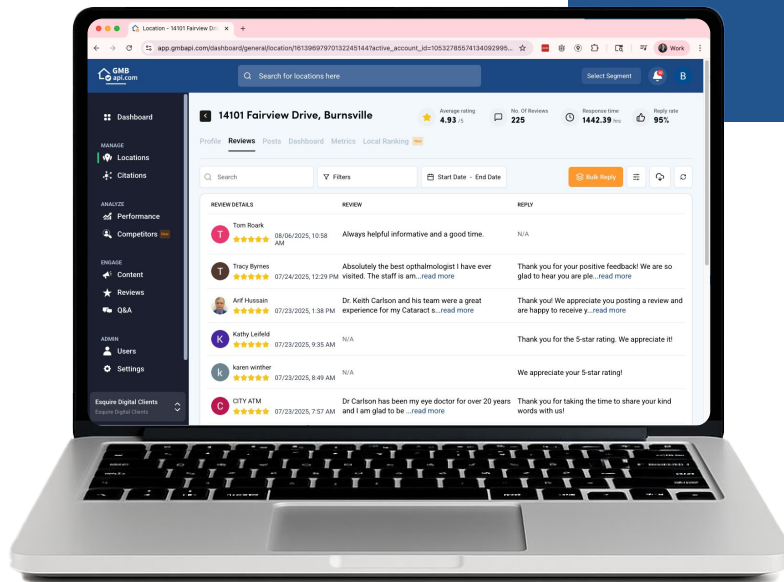 Location - 14101 Fairview Dri
app.gmbapi.com/dashboard/general/location/16139697970132245144?active_account_id=10532785574134092995...
Work
GMB
api.com
Search for locations here
Select Segment
B
Dashboard
MANAGE
Locations
Citations
ANALYZE
Performance
Competitors
ENGAGE
Content
Reviews
Q&A
ADMIN
Users
Settings
Esquire Digital Clients
Esquire Digital Clients
14101 Fairview Drive, Burnsville
Average rating
4.93 /5
No. Of Reviews
225
Response time
1442.39 hrs
Reply rate
95%
Profile Reviews Posts Dashboard Metrics Local Ranking
Search
Filters
Start Date - End Date
Bulk Reply
REVIEW DETAILS REVIEW REPLY
T
Tom Roark
08/06/2025, 10:58
AM
Always helpful informative and a good time.
N/A
T
Tracy Byrnes
07/24/2025, 12:29 PM
Absolutely the best opthalmologist I have ever
visited. The staff is am...read more
Thank you for your positive feedback! We are so
glad to hear you are ple...read more
Arif Hussain
07/23/2025, 1:38 PM
Dr. Keith Carlson and his team were a great
experience for my Cataract s...read more
Thank you! We appreciate you posting a review and
are happy to receive y...read more
K
Kathy Leifeld
07/23/2025, 9:35 AM
N/A
Thank you for the 5-star rating. We appreciate it!
k
karen winther
07/23/2025, 8:49 AM
N/A
We appreciate your 5-star rating!
C
CITY ATM
07/23/2025, 7:57 AM
Dr Carlson has been my eye doctor for over 20 years
and I am glad to be ...read more
Thank you for taking the time to share your kind
words with us!